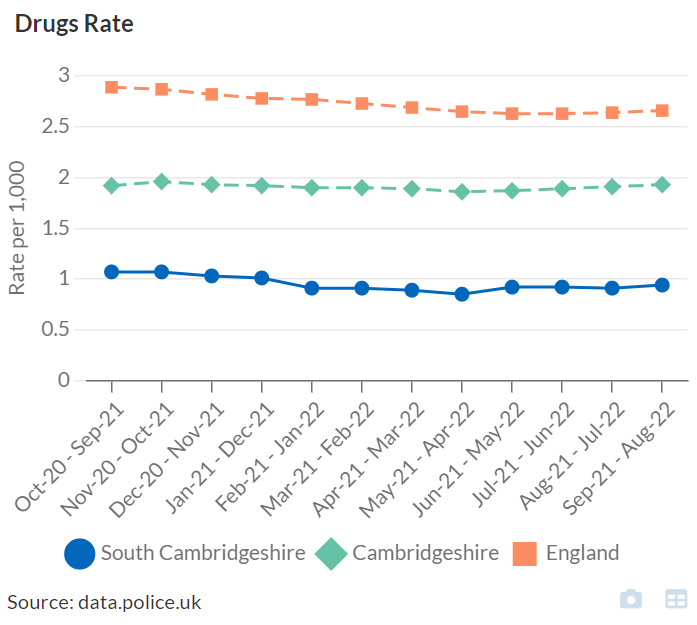 Drugs Rate
Rate per 1,000
3
2.5
2
1.5
1
0.5
0
Oct-20 - Sep-21
Nov-20 - Oct-21
Dec-20 - Nov-21
Jan-21 - Dec-21
Feb-21 - Jan-22
Mar-21 - Feb-22
Apr-21 - Mar-22
May-21 - Apr-22
Jun-21 - May-22
Jul-21 - Jun-22
Aug-21 - Jul-22
Sep-21 - Aug-22
South Cambridgeshire
Cambridgeshire
England
Source: data.police.uk